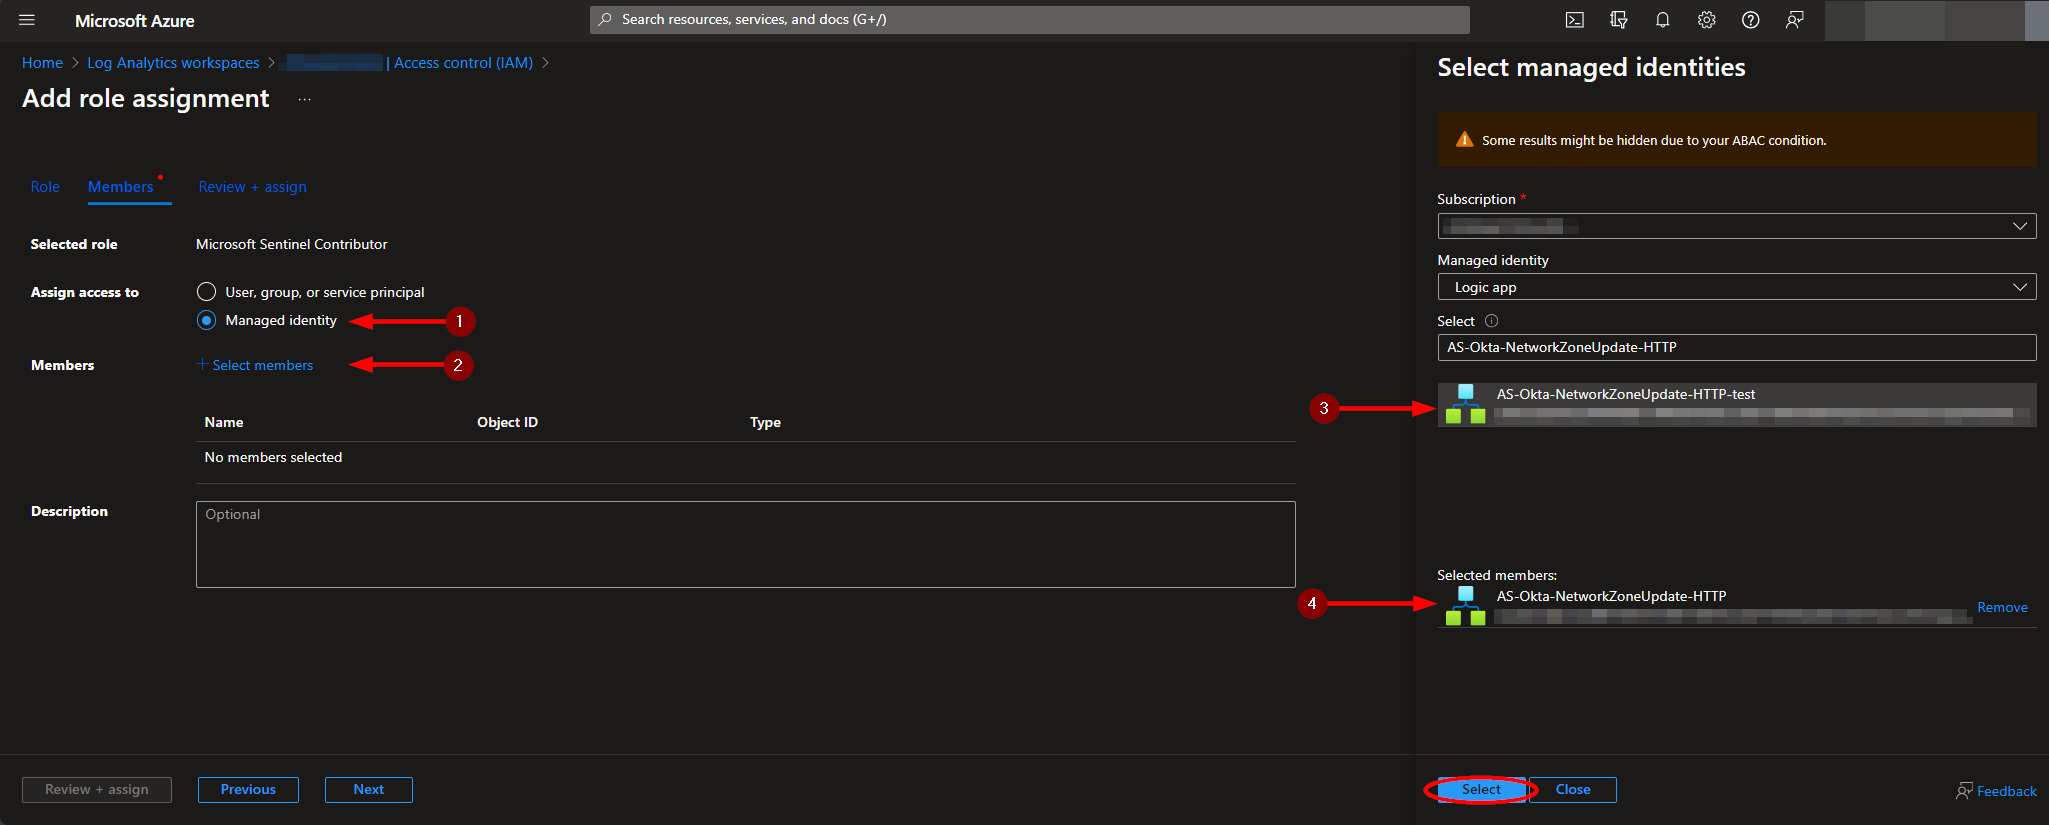 Microsoft Azure
Search resources, services, and docs (G+/)
Home > Log Analytics workspaces > | Access control (IAM) >
Add role assignment ...
Role Members Review + assign
Selected role Microsoft Sentinel Contributor
Assign access to User, group, or service principal
Managed identity 1
Members + Select members 2
Name Object ID Type
No members selected
Description Optional
Review + assign Previous Next
Select managed identities
Some results might be hidden due to your ABAC condition.
Subscription *
Managed identity
Logic app
Select
AS-Okta-NetworkZoneUpdate-HTTP
3 AS-Okta-NetworkZoneUpdate-HTTP-test
Selected members:
4 AS-Okta-NetworkZoneUpdate-HTTP
Remove
Select Close Feedback